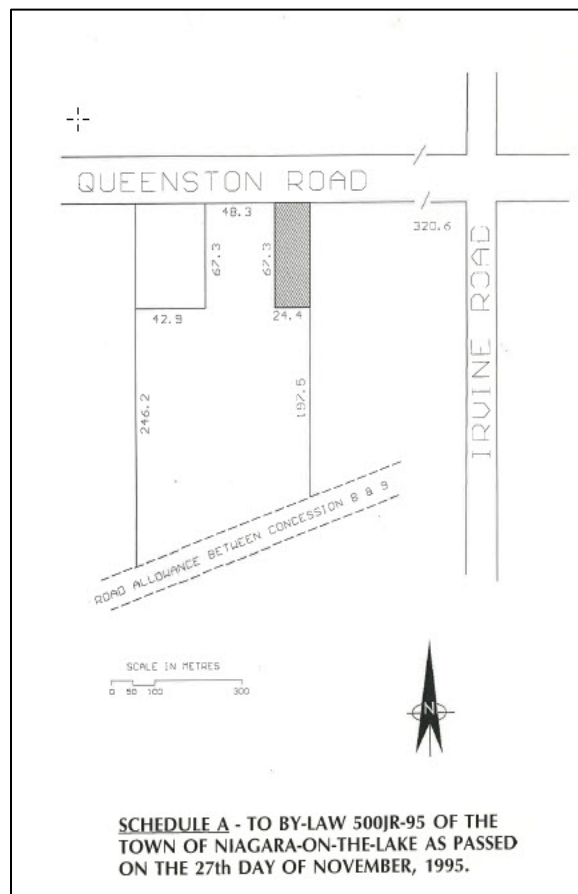 QUEENSTON ROAD
48.3
320.6
67.3
67.3
42.9
24.4
IRVINE ROAD
246.2
197.5
ROAD ALLOWANCE BETWEEN CONCESSION 8 & 9
SCALE IN METRES
0 50 100 300
N
SCHEDULE A - TO BY-LAW 500JR-95 OF THE
TOWN OF NIAGARA-ON-THE-LAKE AS PASSED
ON THE 27th DAY OF NOVEMBER, 1995.